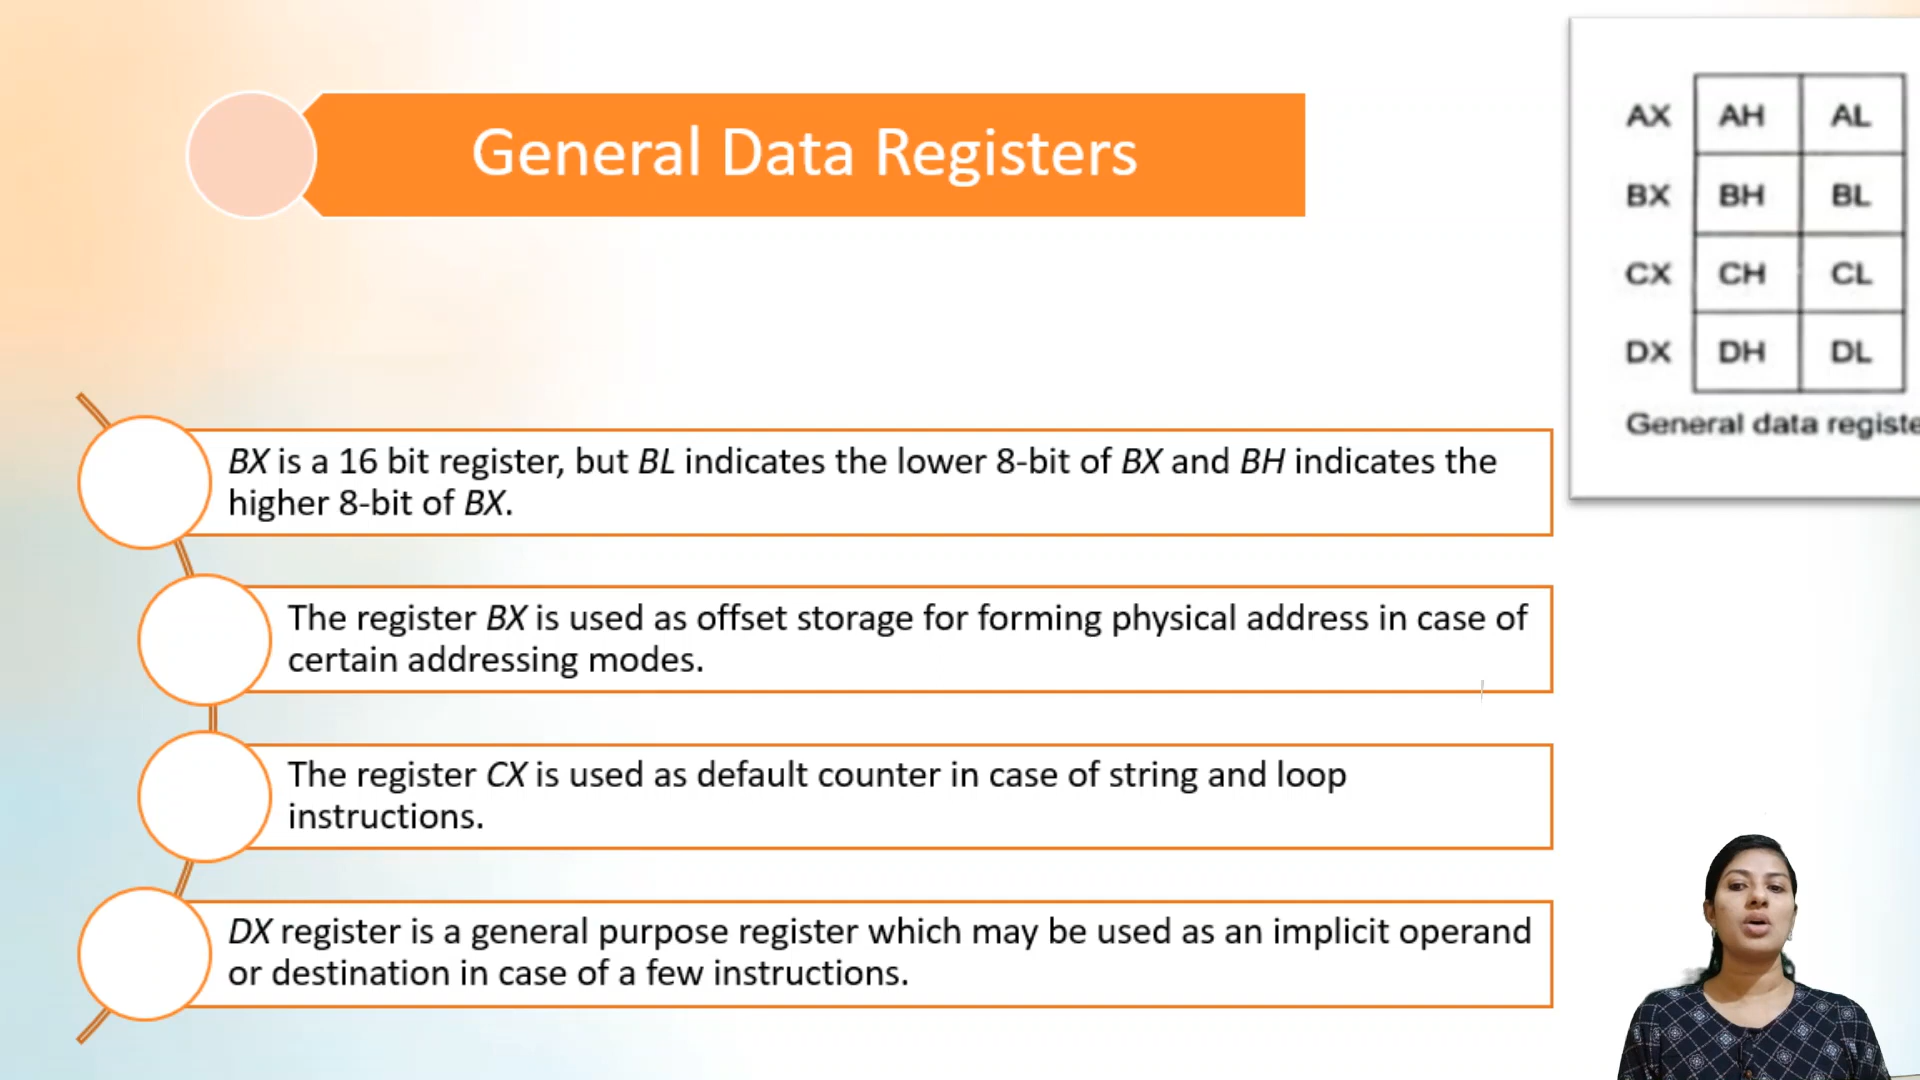 General Data Registers
AX AH AL
BX BH BL
CX CH CL
DX DH DL
General data registe
BX is a 16 bit register, but BL indicates the lower 8-bit of BX and BH indicates the
higher 8-bit of BX.
The register BX is used as offset storage for forming physical address in case of
certain addressing modes.
The register CX is used as default counter in case of string and loop
instructions.
DX register is a general purpose register which may be used as an implicit operand
or destination in case of a few instructions.